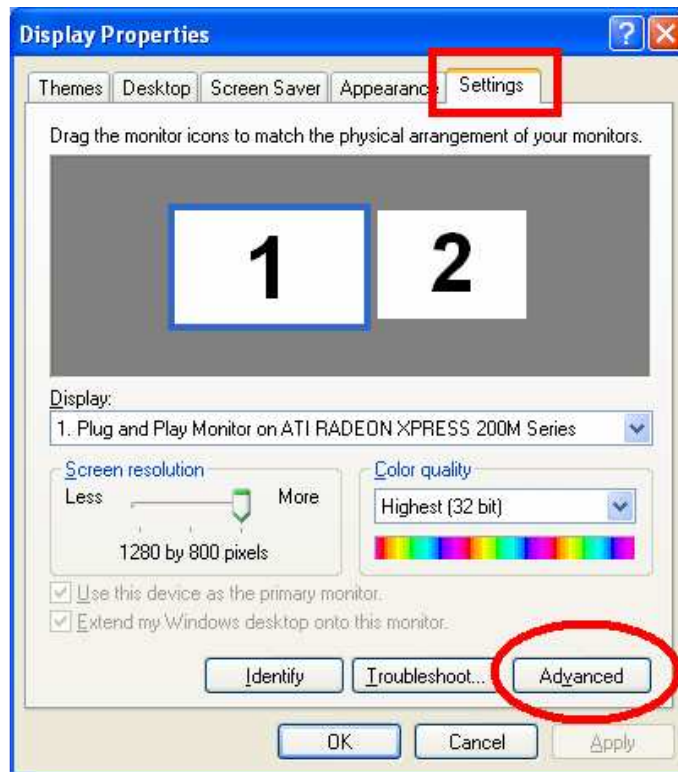 Display Properties
Themes Desktop Screen Saver Appearance Settings
Drag the monitor icons to match the physical arrangement of your monitors.
1 2
Display:
1. Plug and Play Monitor on ATI RADEON XPRESS 200M Series
Screen resolution Color quality
Less More Highest (32 bit)
1280 by 800 pixels
Use this device as the primary monitor.
Extend my Windows desktop onto this monitor.
Identify Troubleshoot... Advanced
OK Cancel Apply